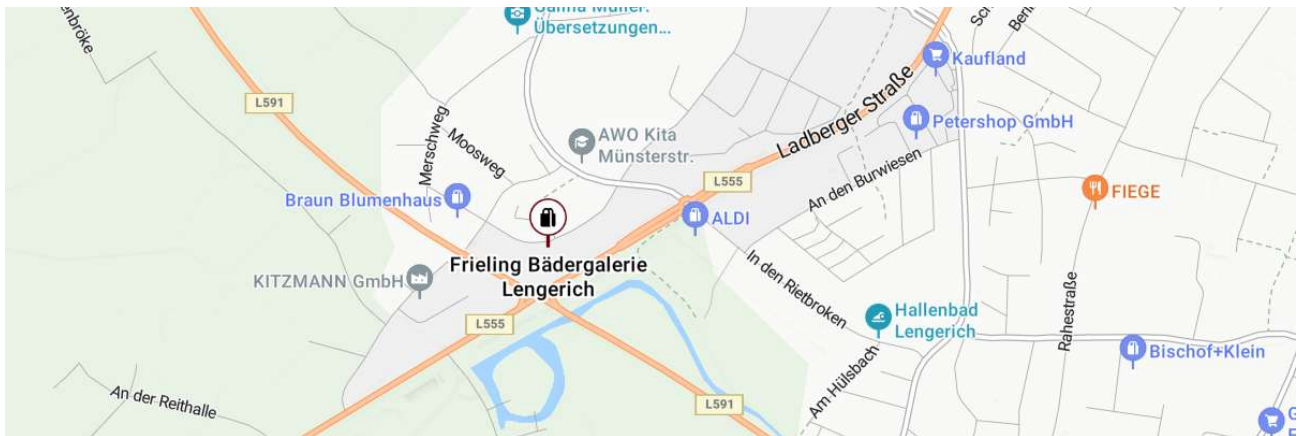 Galina Müller:
Übersetzungen...
L591
Merschweg
Moosweg
AWO Kita
Münsterstr.
Ladberger Straße
Kaufland
Petershop GmbH
L555
An den Burwiesen
FIEGE
Braun Blumenhaus
ALDI
Frieling Bädergalerie
Lengerich
KITZMANN GmbH
In den Rietbroken
Hallenbad
Lengerich
Rahestraße
L555
Bischof+Klein
Am Hülsbach
An der Reithalle
L591